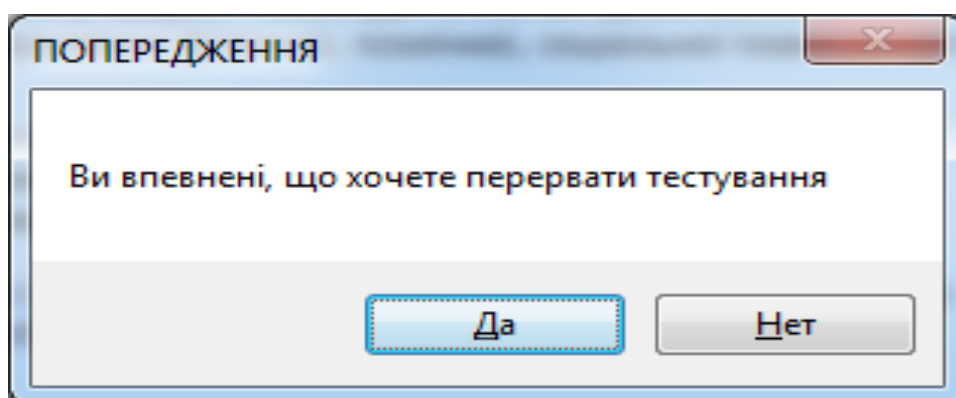 ПОПЕРЕДЖЕННЯ
Ви впевнені, що хочете перервати тестування
Да
Нет